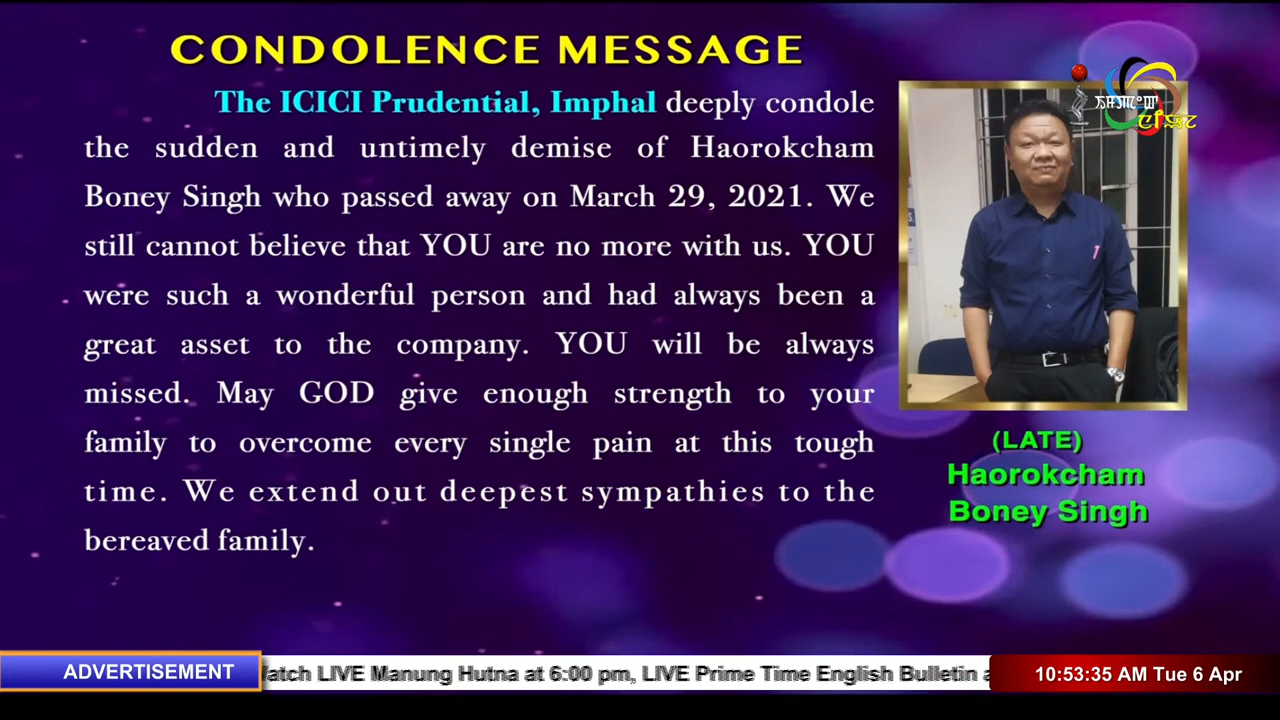 CONDOLENCE MESSAGE
The ICICI Prudential, Imphal deeply condole
the sudden and untimely demise of Haorokcham
Boney Singh who passed away on March 29, 2021. We
still cannot believe that YOU are no more with us. YOU
were such a wonderful person and had always been a
great asset to the company. YOU will be always
missed. May GOD give enough strength to your
family to overcome every single pain at this tough
time. We extend out deepest sympathies to the
bereaved family.
(LATE)
Haorokcham
Boney Singh
ADVERTISEMENT
LIVE Manung Hutna at 6:00 pm, LIVE Prime Time English Bulletin
10:53:35 AM Tue 6 Apr